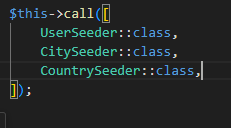 $this->call([
    UserSeeder::class,
    CitySeeder::class,
    CountrySeeder::class,
]);